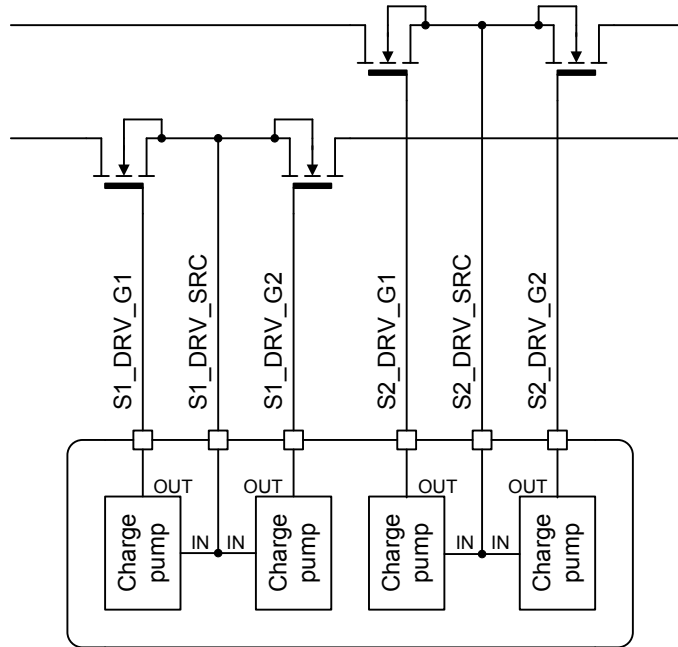 S1_DRV_G1
S1_DRV_SRC
S1_DRV_G2
S2_DRV_G1
S2_DRV_SRC
S2_DRV_G2
OUT
OUT
OUT
OUT
Charge
pump
IN
IN
Charge
pump
Charge
pump
IN
IN
Charge
pump